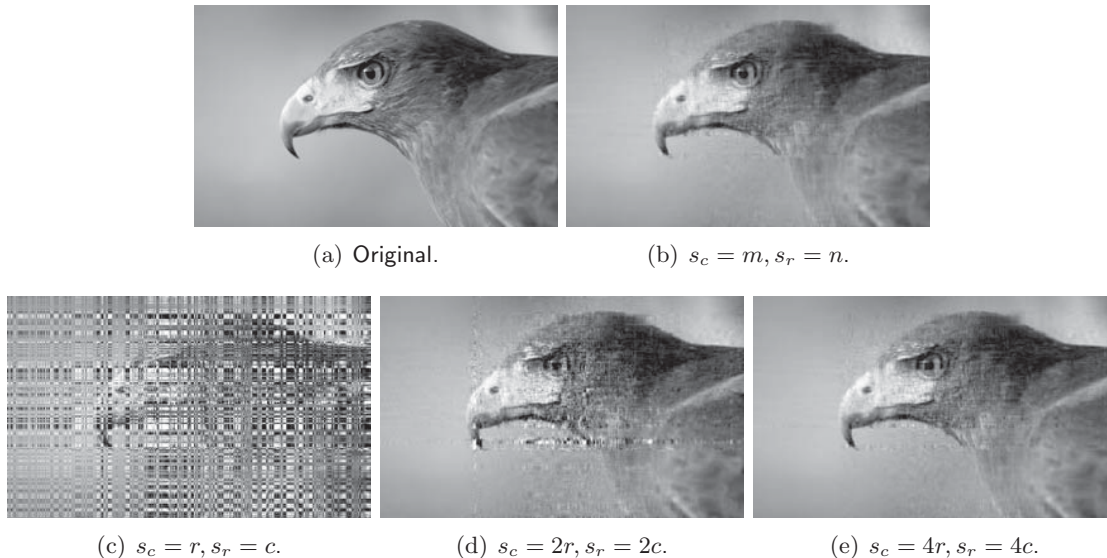 (a) Original.
(b) s_c = m, s_r = n.
(c) s_c = r, s_r = c.
(d) s_c = 2r, s_r = 2c.
(e) s_c = 4r, s_r = 4c.